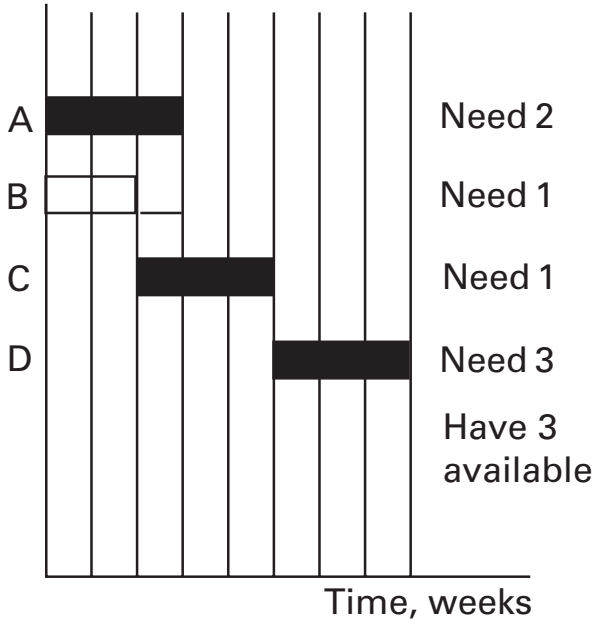 A Need 2
B Need 1
C Need 1
D Need 3
Have 3
available
Time, weeks